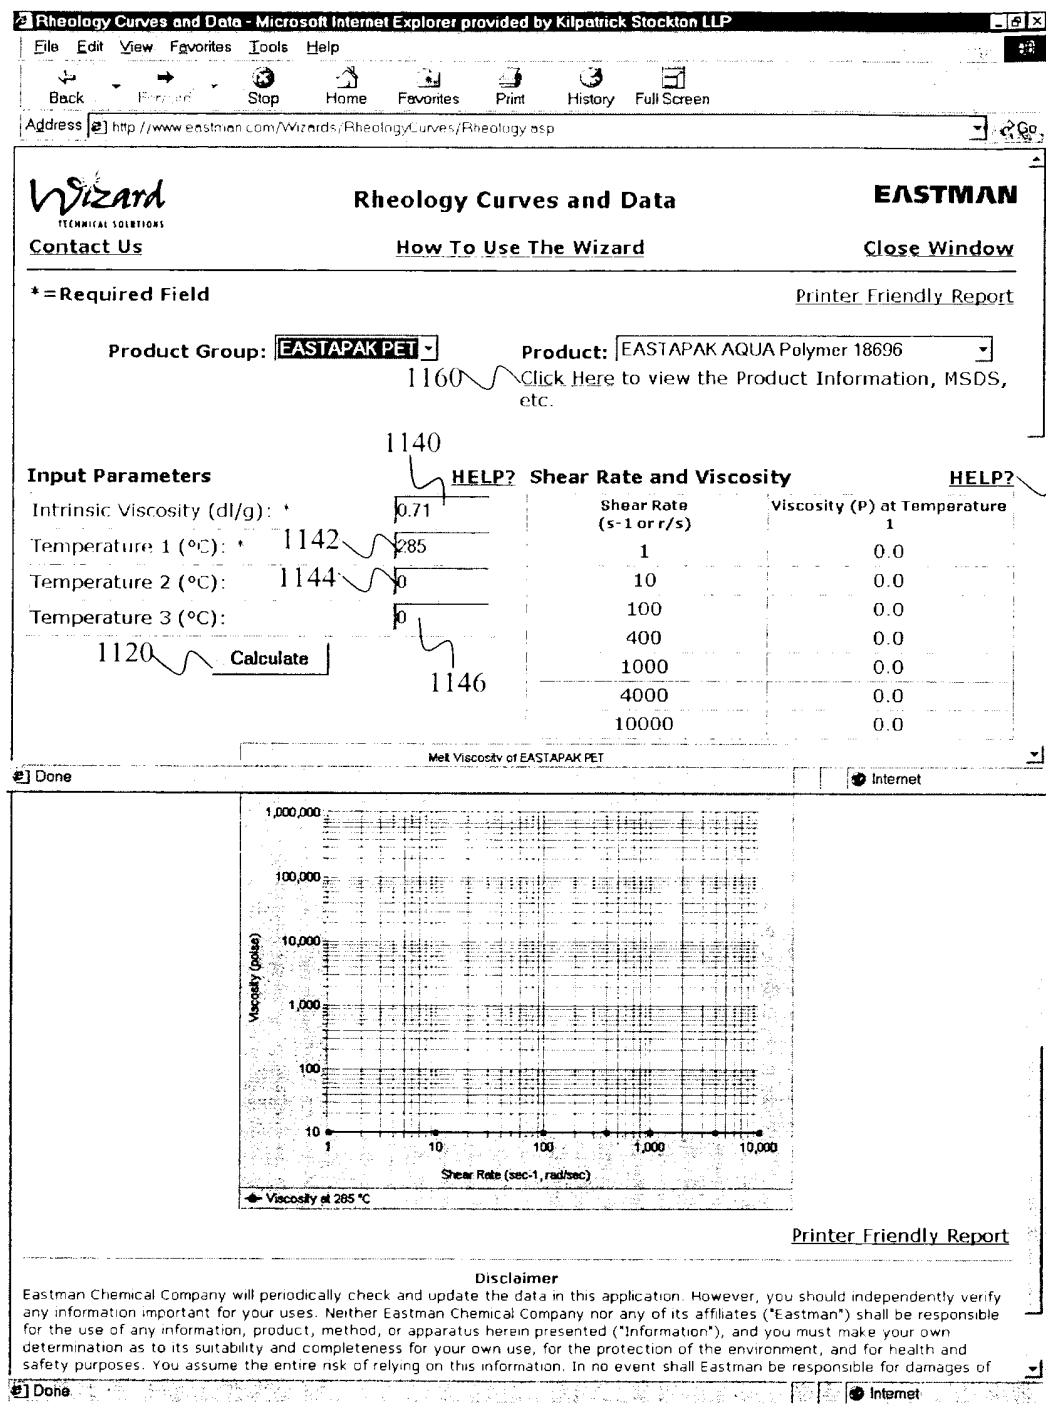 Rheology Curves and Data - Microsoft Internet Explorer provided by Kilpatrick Stockton LLP
File Edit View Favorites Tools Help
Back Forward Stop Home Favorites Print History Full Screen
Address http://www.eastman.com/Wizards/RheologyCurves/Rheology.asp Go
Wizard
TECHNICAL SOLUTIONS
Rheology Curves and Data
EASTMAN
Contact Us How To Use The Wizard Close Window
*=Required Field Printer Friendly Report
Product Group: EASTAPAK PET Product: EASTAPAK AQUA Polymer 18696
1160 Click Here to view the Product Information, MSDS,
etc.
1140
Input Parameters HELP? Shear Rate and Viscosity HELP?
Intrinsic Viscosity (dl/g): * 0.71
Temperature 1 (ºC): * 1142 285
Temperature 2 (ºC): 1144 0
Temperature 3 (ºC): 0
1120 Calculate
1146
Shear Rate (s-1 or r/s) Viscosity (P) at Temperature 1
1 0.0
10 0.0
100 0.0
400 0.0
1000 0.0
4000 0.0
10000 0.0
Melt Viscosity of EASTAPAK PET
Done Internet
1,000,000
100,000
10,000
1,000
100
10
Viscosity (poise)
1 10 100 1,000 10,000
Shear Rate (sec-1, rad/sec)
Viscosity at 285 °C
Printer Friendly Report
Disclaimer
Eastman Chemical Company will periodically check and update the data in this application. However, you should independently verify
any information important for your uses. Neither Eastman Chemical Company nor any of its affiliates ("Eastman") shall be responsible
for the use of any information, product, method, or apparatus herein presented ("Information"), and you must make your own
determination as to its suitability and completeness for your own use, for the protection of the environment, and for health and
safety purposes. You assume the entire risk of relying on this information. In no event shall Eastman be responsible for damages of
Done Internet